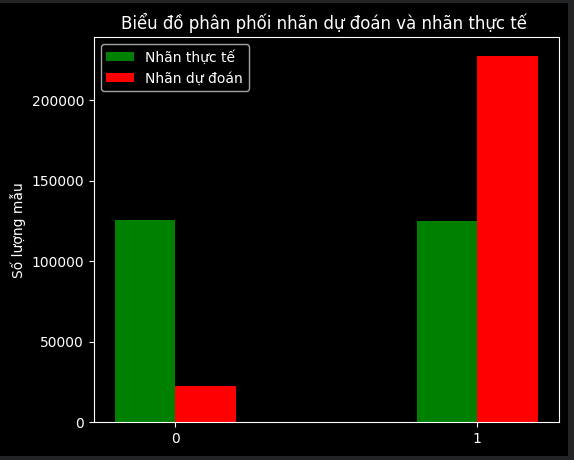 Biểu đồ phân phối nhãn dự đoán và nhãn thực tế
Nhãn thực tế
Nhãn dự đoán
Số lượng mẫu
200000
150000
100000
50000
0
0 1